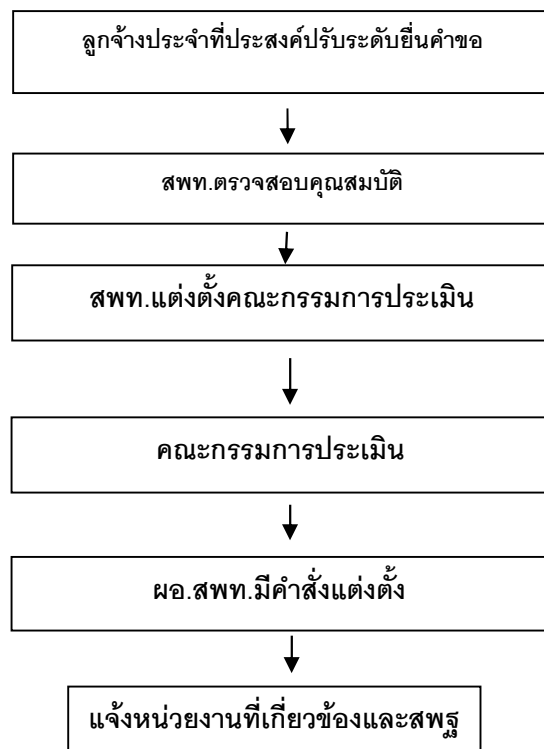 ลูกจ้างประจำที่ประสงค์ปรับระดับยื่นคำขอ
สพท.ตรวจสอบคุณสมบัติ
สพท.แต่งตั้งคณะกรรมการประเมิน
คณะกรรมการประเมิน
ผอ.สพท.มีคำสั่งแต่งตั้ง
แจ้งหน่วยงานที่เกี่ยวข้องและสพฐ